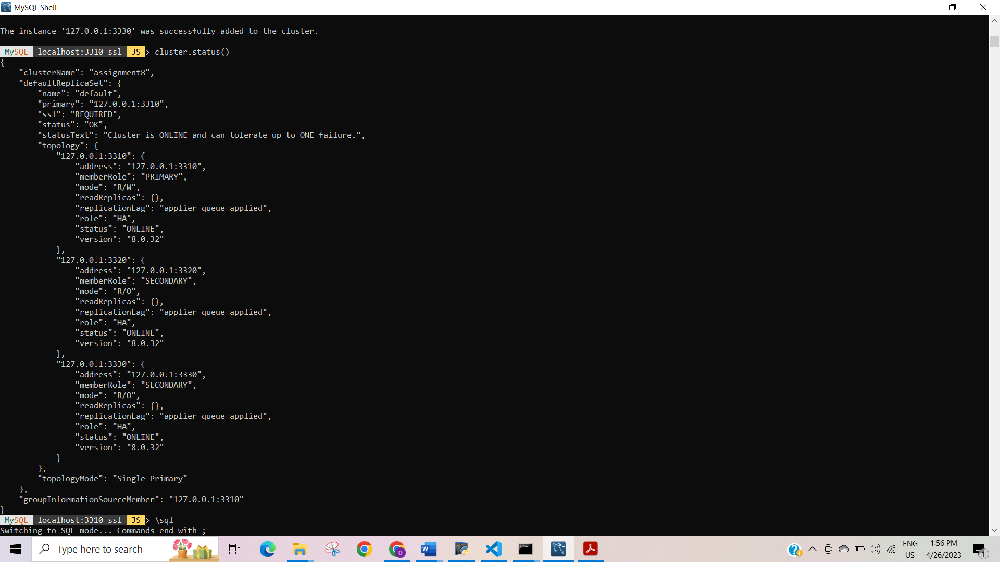 MySQL Shell
The instance '127.0.0.1:3330' was successfully added to the cluster.
MySQL localhost:3310 ssl JS > cluster.status()
{
    "clusterName": "assignment8",
    "defaultReplicaSet": {
        "name": "default",
        "primary": "127.0.0.1:3310",
        "ssl": "REQUIRED",
        "status": "OK",
        "statusText": "Cluster is ONLINE and can tolerate up to ONE failure.",
        "topology": {
            "127.0.0.1:3310": {
                "address": "127.0.0.1:3310",
                "memberRole": "PRIMARY",
                "mode": "R/W",
                "readReplicas": {},
                "replicationLag": "applier_queue_applied",
                "role": "HA",
                "status": "ONLINE",
                "version": "8.0.32"
            },
            "127.0.0.1:3320": {
                "address": "127.0.0.1:3320",
                "memberRole": "SECONDARY",
                "mode": "R/O",
                "readReplicas": {},
                "replicationLag": "applier_queue_applied",
                "role": "HA",
                "status": "ONLINE",
                "version": "8.0.32"
            },
            "127.0.0.1:3330": {
                "address": "127.0.0.1:3330",
                "memberRole": "SECONDARY",
                "mode": "R/O",
                "readReplicas": {},
                "replicationLag": "applier_queue_applied",
                "role": "HA",
                "status": "ONLINE",
                "version": "8.0.32"
            }
        },
        "topologyMode": "Single-Primary"
    },
    "groupInformationSourceMember": "127.0.0.1:3310"
}
MySQL localhost:3310 ssl JS > \sql
Switching to SQL mode... Commands end with ;
Type here to search
D
W
ENG
US
1:56 PM
4/26/2023
1